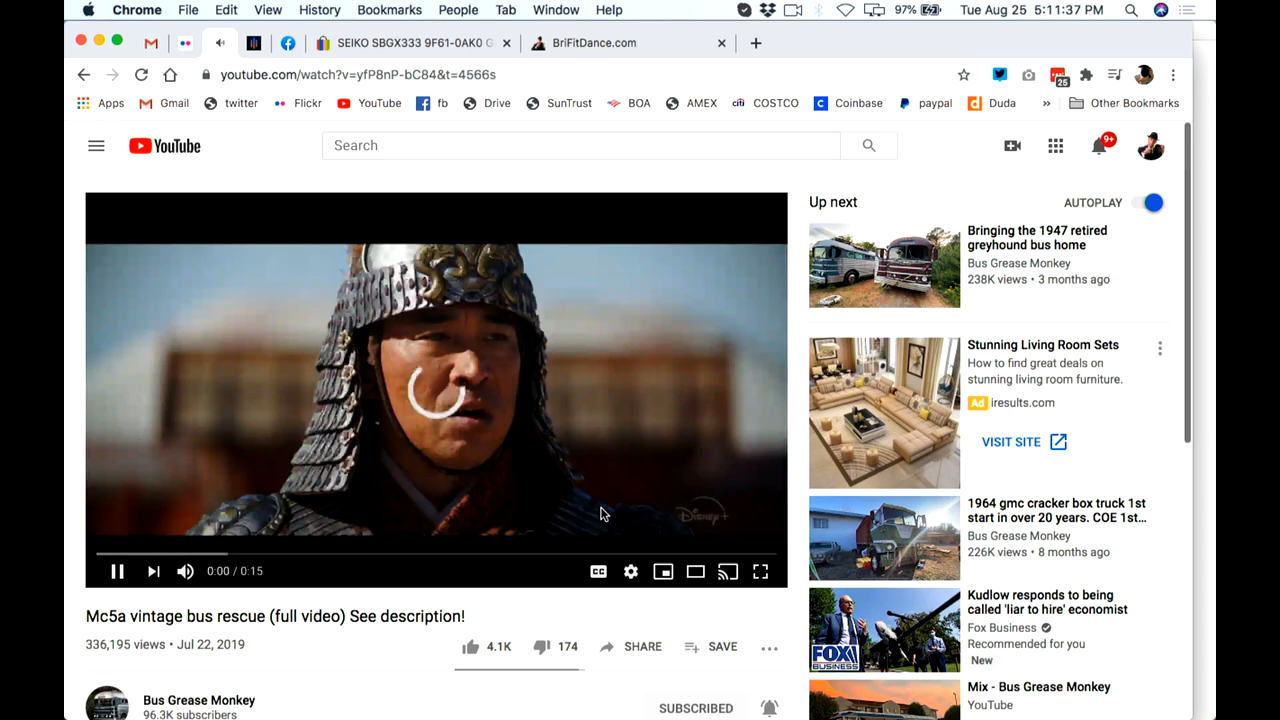 Chrome File Edit View History Bookmarks People Tab Window Help 97% Tue Aug 25 5:11:37 PM
SEIKO SBGX333 9F61-0AK0 G BriFitDance.com
youtube.com/watch?v=yfP8nP-bC84&t=4566s 25
Apps Gmail twitter Flickr YouTube fb Drive SunTrust BOA AMEX citi COSTCO Coinbase paypal Duda » Other Bookmarks
YouTube Search 9+
Up next AUTOPLAY
Bringing the 1947 retired
greyhound bus home
Bus Grease Monkey
238K views • 3 months ago
Stunning Living Room Sets
How to find great deals on
stunning living room furniture.
Ad iresults.com
VISIT SITE
1964 gmc cracker box truck 1st
start in over 20 years. COE 1st...
Bus Grease Monkey
226K views • 8 months ago
Kudlow responds to being
called 'liar to hire' economist
Fox Business
Recommended for you
New
FOX
BUSINESS
Mix - Bus Grease Monkey
YouTube
Disney+
0:00 / 0:15 CC
Mc5a vintage bus rescue (full video) See description!
336,195 views • Jul 22, 2019 4.1K 174 SHARE SAVE
Bus Grease Monkey
96.3K subscribers
SUBSCRIBED